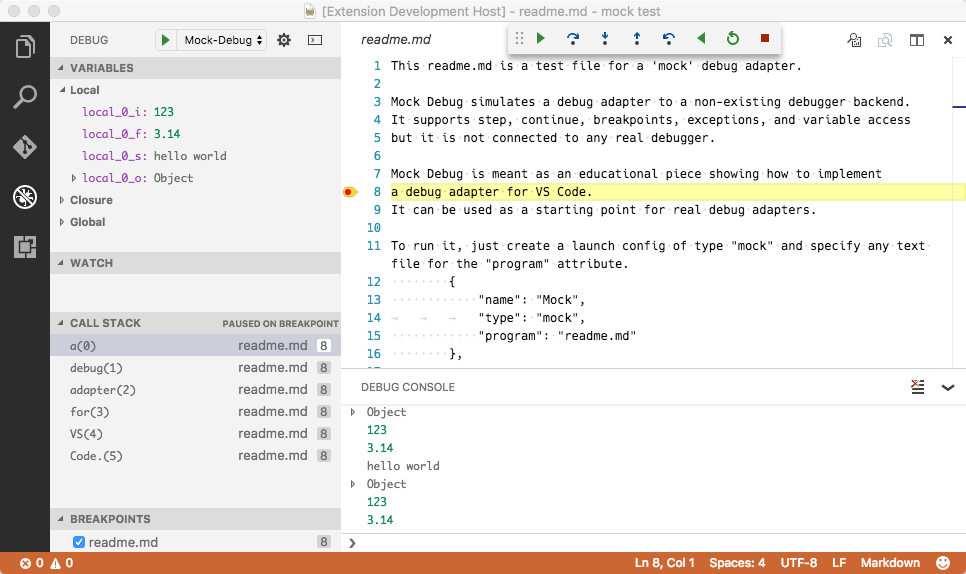 [Extension Development Host] - readme.md - mock test
DEBUG
Mock-Debug
VARIABLES
Local
local_0_i: 123
local_0_f: 3.14
local_0_s: hello world
local_0_o: Object
Closure
Global
WATCH
CALL STACK PAUSED ON BREAKPOINT
a(0) readme.md 8
debug(1) readme.md 8
adapter(2) readme.md 8
for(3) readme.md 8
VS(4) readme.md 8
Code.(5) readme.md 8
BREAKPOINTS
readme.md 8
readme.md
1 This readme.md is a test file for a 'mock' debug adapter.
2
3 Mock Debug simulates a debug adapter to a non-existing debugger backend.
4 It supports step, continue, breakpoints, exceptions, and variable access
5 but it is not connected to any real debugger.
6
7 Mock Debug is meant as an educational piece showing how to implement
8 a debug adapter for VS Code.
9 It can be used as a starting point for real debug adapters.
10
11 To run it, just create a launch config of type "mock" and specify any text
file for the "program" attribute.
12 {
13 "name": "Mock",
14 "type": "mock",
15 "program": "readme.md"
16 },
DEBUG CONSOLE
Object
123
3.14
hello world
Object
123
3.14
0 0 Ln 8, Col 1 Spaces: 4 UTF-8 LF Markdown